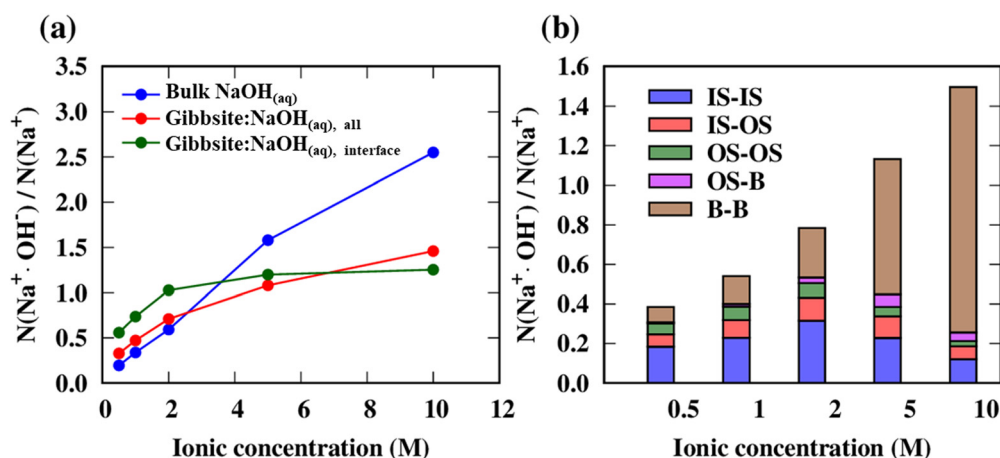 (a)
N(Na⁺· OH⁻) / N(Na⁺)
3.5
3.0
2.5
2.0
1.5
1.0
0.5
0.0
Bulk NaOH(aq)
Gibbsite:NaOH(aq), all
Gibbsite:NaOH(aq), interface
0 2 4 6 8 10 12
Ionic concentration (M)
(b)
N(Na⁺· OH⁻) / N(Na⁺)
1.6
1.4
1.2
1.0
0.8
0.6
0.4
0.2
0.0
IS-IS
IS-OS
OS-OS
OS-B
B-B
0.5 1 2 5 10
Ionic concentration (M)